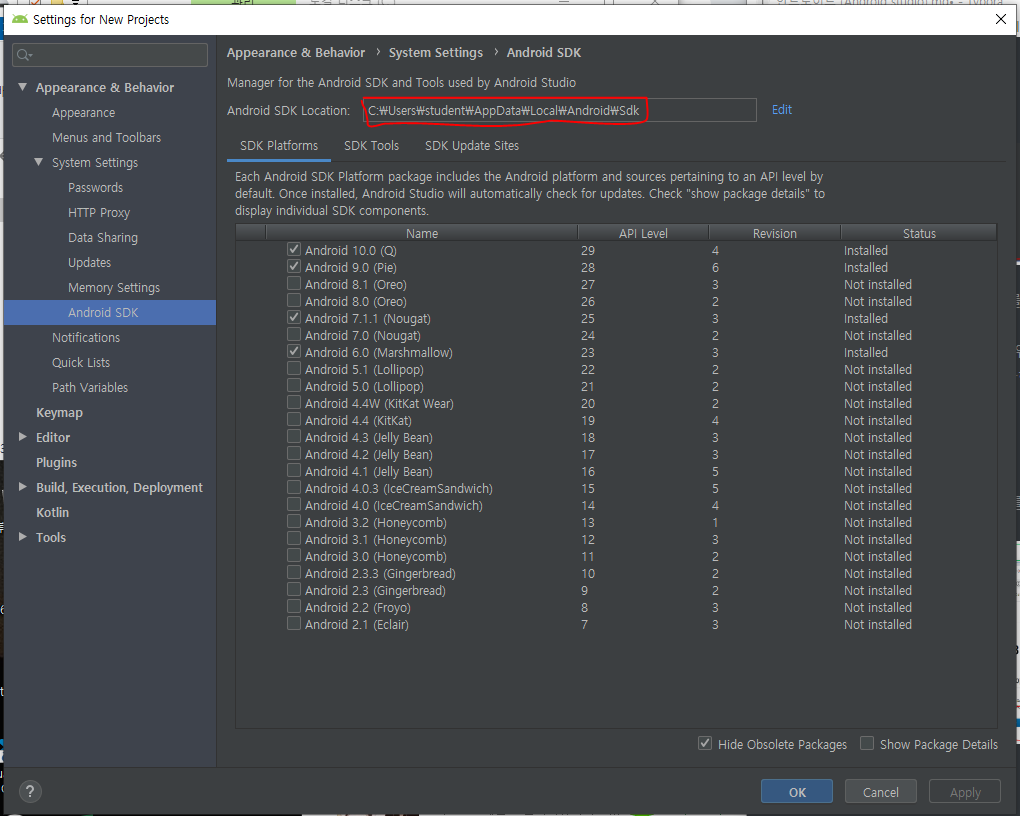 Settings for New Projects
Appearance & Behavior › System Settings › Android SDK
Manager for the Android SDK and Tools used by Android Studio
Android SDK Location: C:₩Users₩student₩AppData₩Local₩Android₩Sdk Edit
Appearance & Behavior
Appearance
Menus and Toolbars
System Settings
Passwords
HTTP Proxy
Data Sharing
Updates
Memory Settings
Android SDK
Notifications
Quick Lists
Path Variables
Keymap
Editor
Plugins
Build, Execution, Deployment
Kotlin
Tools
SDK Platforms SDK Tools SDK Update Sites
Each Android SDK Platform package includes the Android platform and sources pertaining to an API level by
default. Once installed, Android Studio will automatically check for updates. Check "show package details" to
display individual SDK components.
Name API Level Revision Status
Android 10.0 (Q) 29 4 Installed
Android 9.0 (Pie) 28 6 Installed
Android 8.1 (Oreo) 27 3 Not installed
Android 8.0 (Oreo) 26 2 Not installed
Android 7.1.1 (Nougat) 25 3 Installed
Android 7.0 (Nougat) 24 2 Not installed
Android 6.0 (Marshmallow) 23 3 Installed
Android 5.1 (Lollipop) 22 2 Not installed
Android 5.0 (Lollipop) 21 2 Not installed
Android 4.4W (KitKat Wear) 20 2 Not installed
Android 4.4 (KitKat) 19 4 Not installed
Android 4.3 (Jelly Bean) 18 3 Not installed
Android 4.2 (Jelly Bean) 17 3 Not installed
Android 4.1 (Jelly Bean) 16 5 Not installed
Android 4.0.3 (IceCreamSandwich) 15 5 Not installed
Android 4.0 (IceCreamSandwich) 14 4 Not installed
Android 3.2 (Honeycomb) 13 1 Not installed
Android 3.1 (Honeycomb) 12 3 Not installed
Android 3.0 (Honeycomb) 11 2 Not installed
Android 2.3.3 (Gingerbread) 10 2 Not installed
Android 2.3 (Gingerbread) 9 2 Not installed
Android 2.2 (Froyo) 8 3 Not installed
Android 2.1 (Eclair) 7 3 Not installed
Hide Obsolete Packages Show Package Details
? OK Cancel Apply